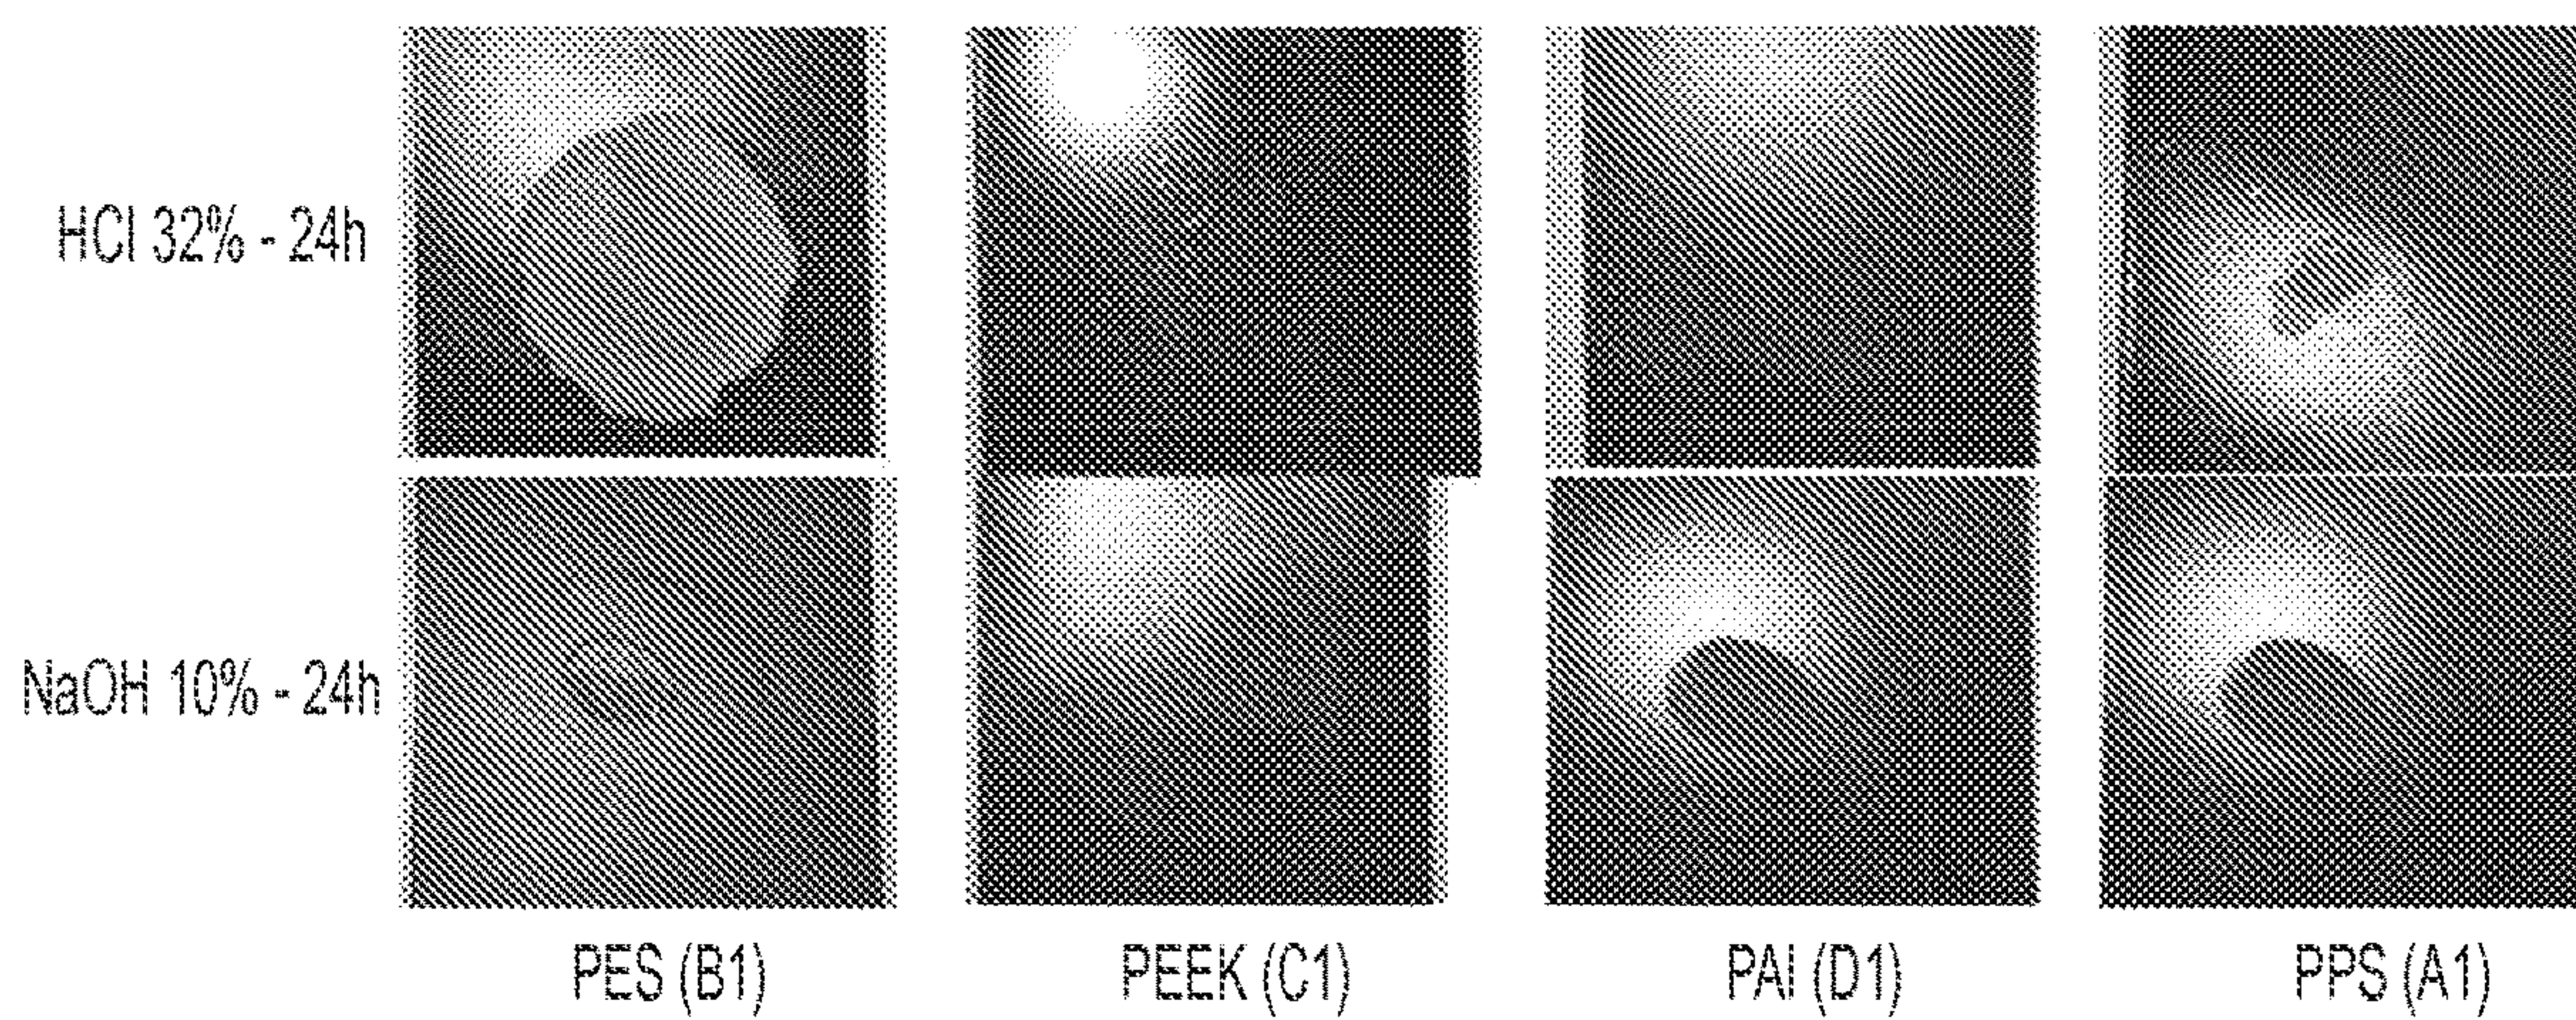 HCl 32% - 24h
NaOH 10% - 24h
PES (B1) PEEK (C1) PAI (D1) PPS (A1)